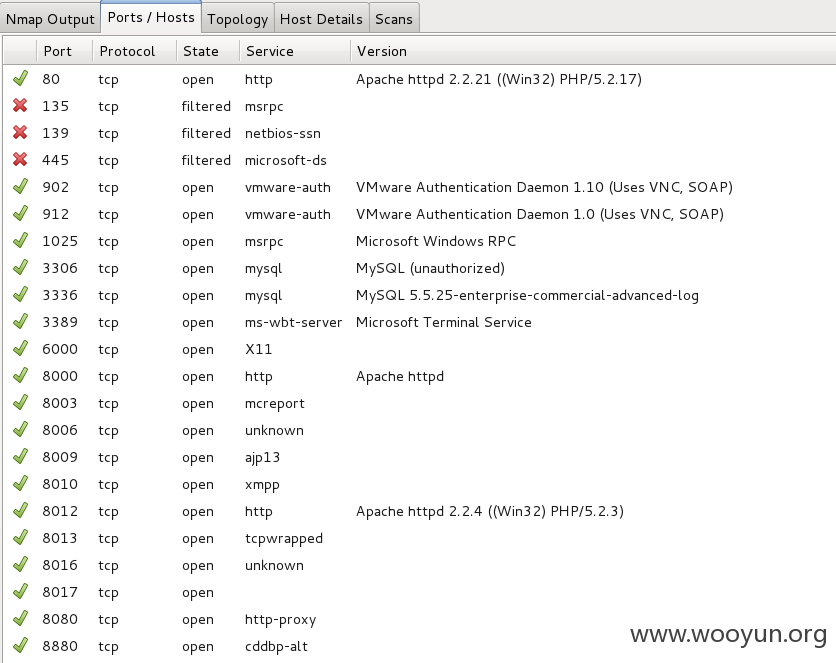 Nmap Output Ports / Hosts Topology Host Details Scans
Port Protocol State Service Version
80 tcp open http Apache httpd 2.2.21 ((Win32) PHP/5.2.17)
135 tcp filtered msrpc
139 tcp filtered netbios-ssn
445 tcp filtered microsoft-ds
902 tcp open vmware-auth VMware Authentication Daemon 1.10 (Uses VNC, SOAP)
912 tcp open vmware-auth VMware Authentication Daemon 1.0 (Uses VNC, SOAP)
1025 tcp open msrpc Microsoft Windows RPC
3306 tcp open mysql MySQL (unauthorized)
3336 tcp open mysql MySQL 5.5.25-enterprise-commercial-advanced-log
3389 tcp open ms-wbt-server Microsoft Terminal Service
6000 tcp open X11
8000 tcp open http Apache httpd
8003 tcp open mcreport
8006 tcp open unknown
8009 tcp open ajp13
8010 tcp open xmpp
8012 tcp open http Apache httpd 2.2.4 ((Win32) PHP/5.2.3)
8013 tcp open tcpwrapped
8016 tcp open unknown
8017 tcp open
8080 tcp open http-proxy
8880 tcp open cddbp-alt
www.wooyun.org